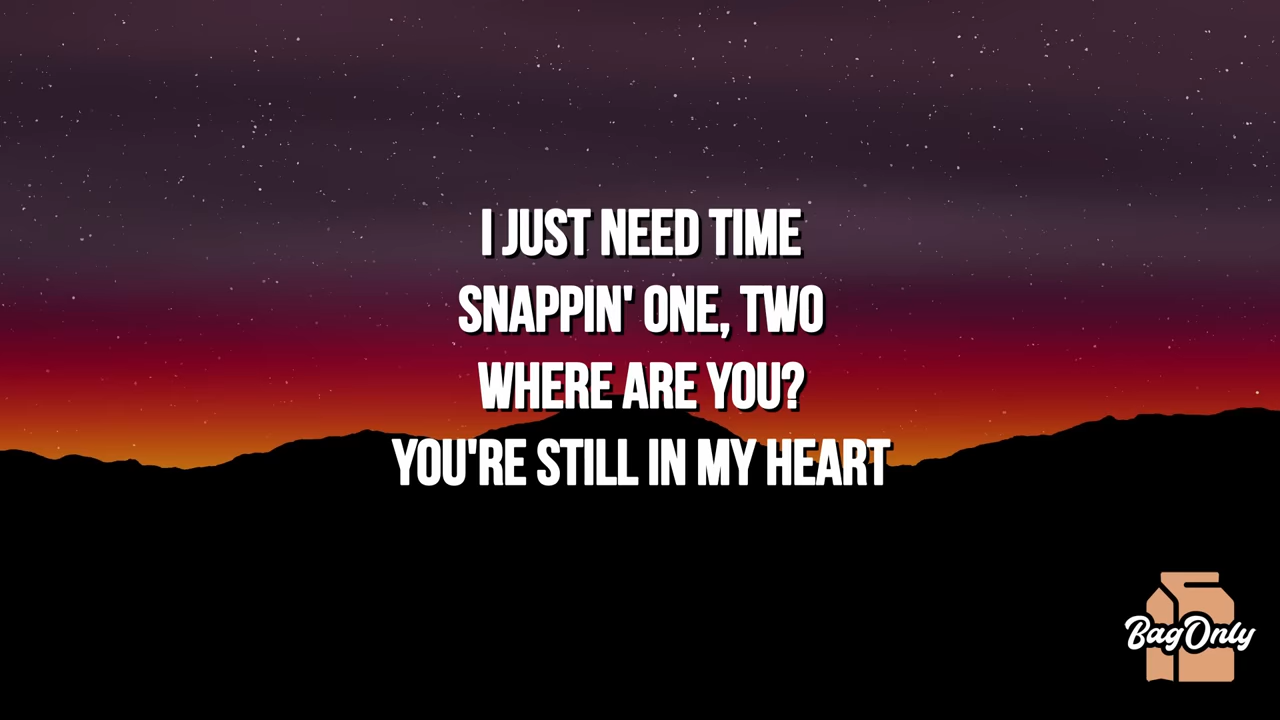 I JUST NEED TIME
SNAPPIN' ONE, TWO
WHERE ARE YOU?
YOU'RE STILL IN MY HEART
BagOnly